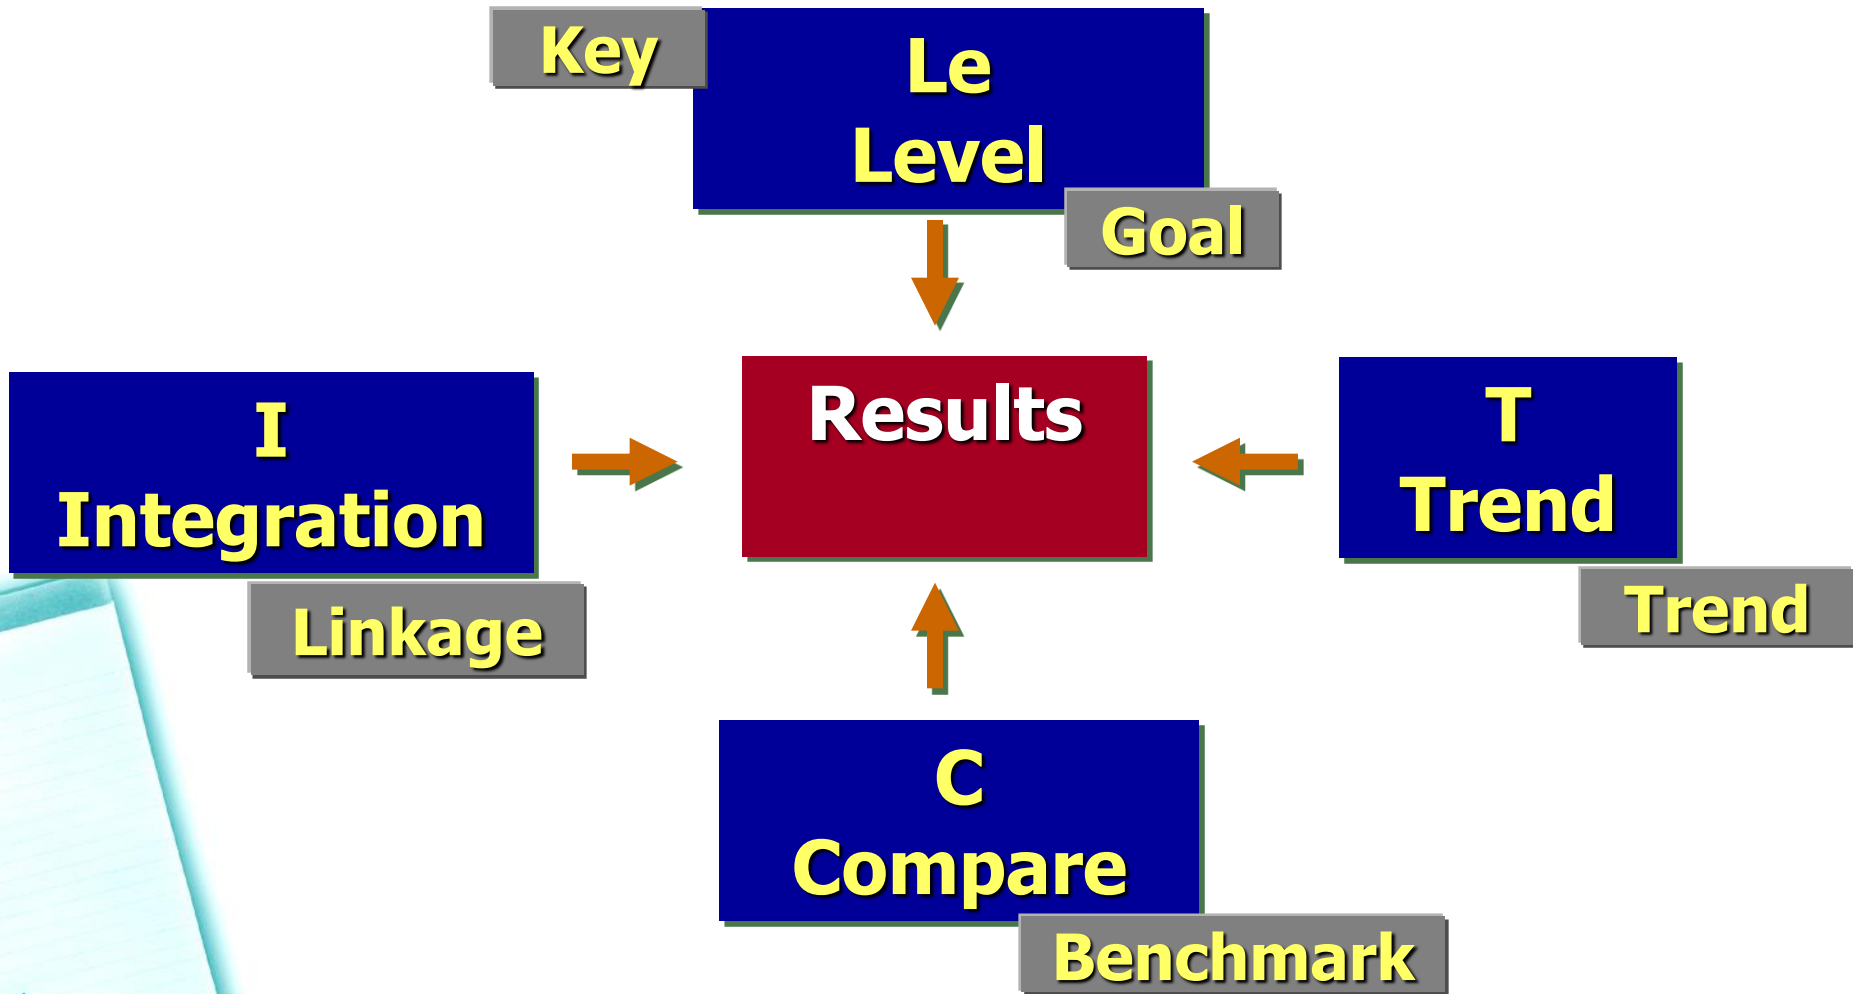 Key
Le
Level
Goal
I
Integration
Linkage
Results
T
Trend
Trend
C
Compare
Benchmark